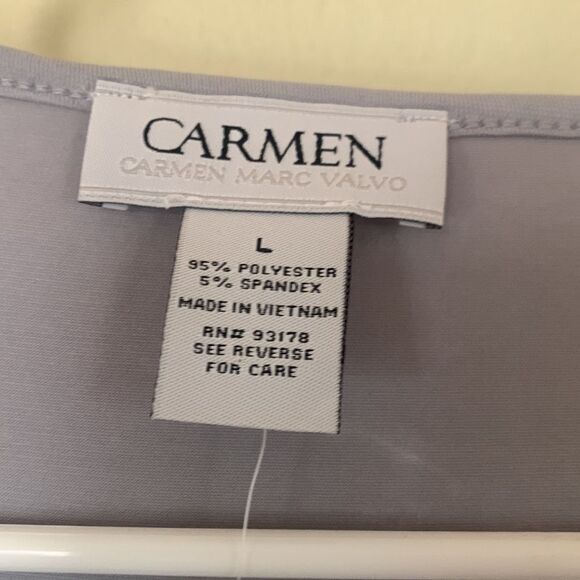 CARMEN
CARMEN MARC VALVO
L
95% POLYESTER
5% SPANDEX
MADE IN VIETNAM
RN# 93178
SEE REVERSE
FOR CARE